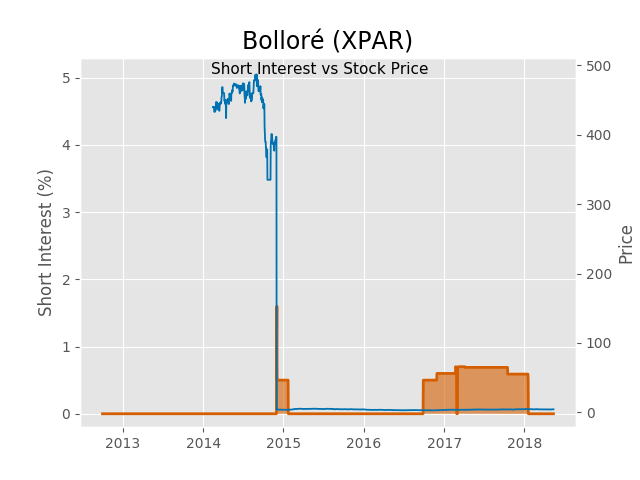 Bolloré (XPAR)
Short Interest vs Stock Price
Short Interest (%)
5
4
3
2
1
0
500
400
300
200
100
0
Price
2013 2014 2015 2016 2017 2018